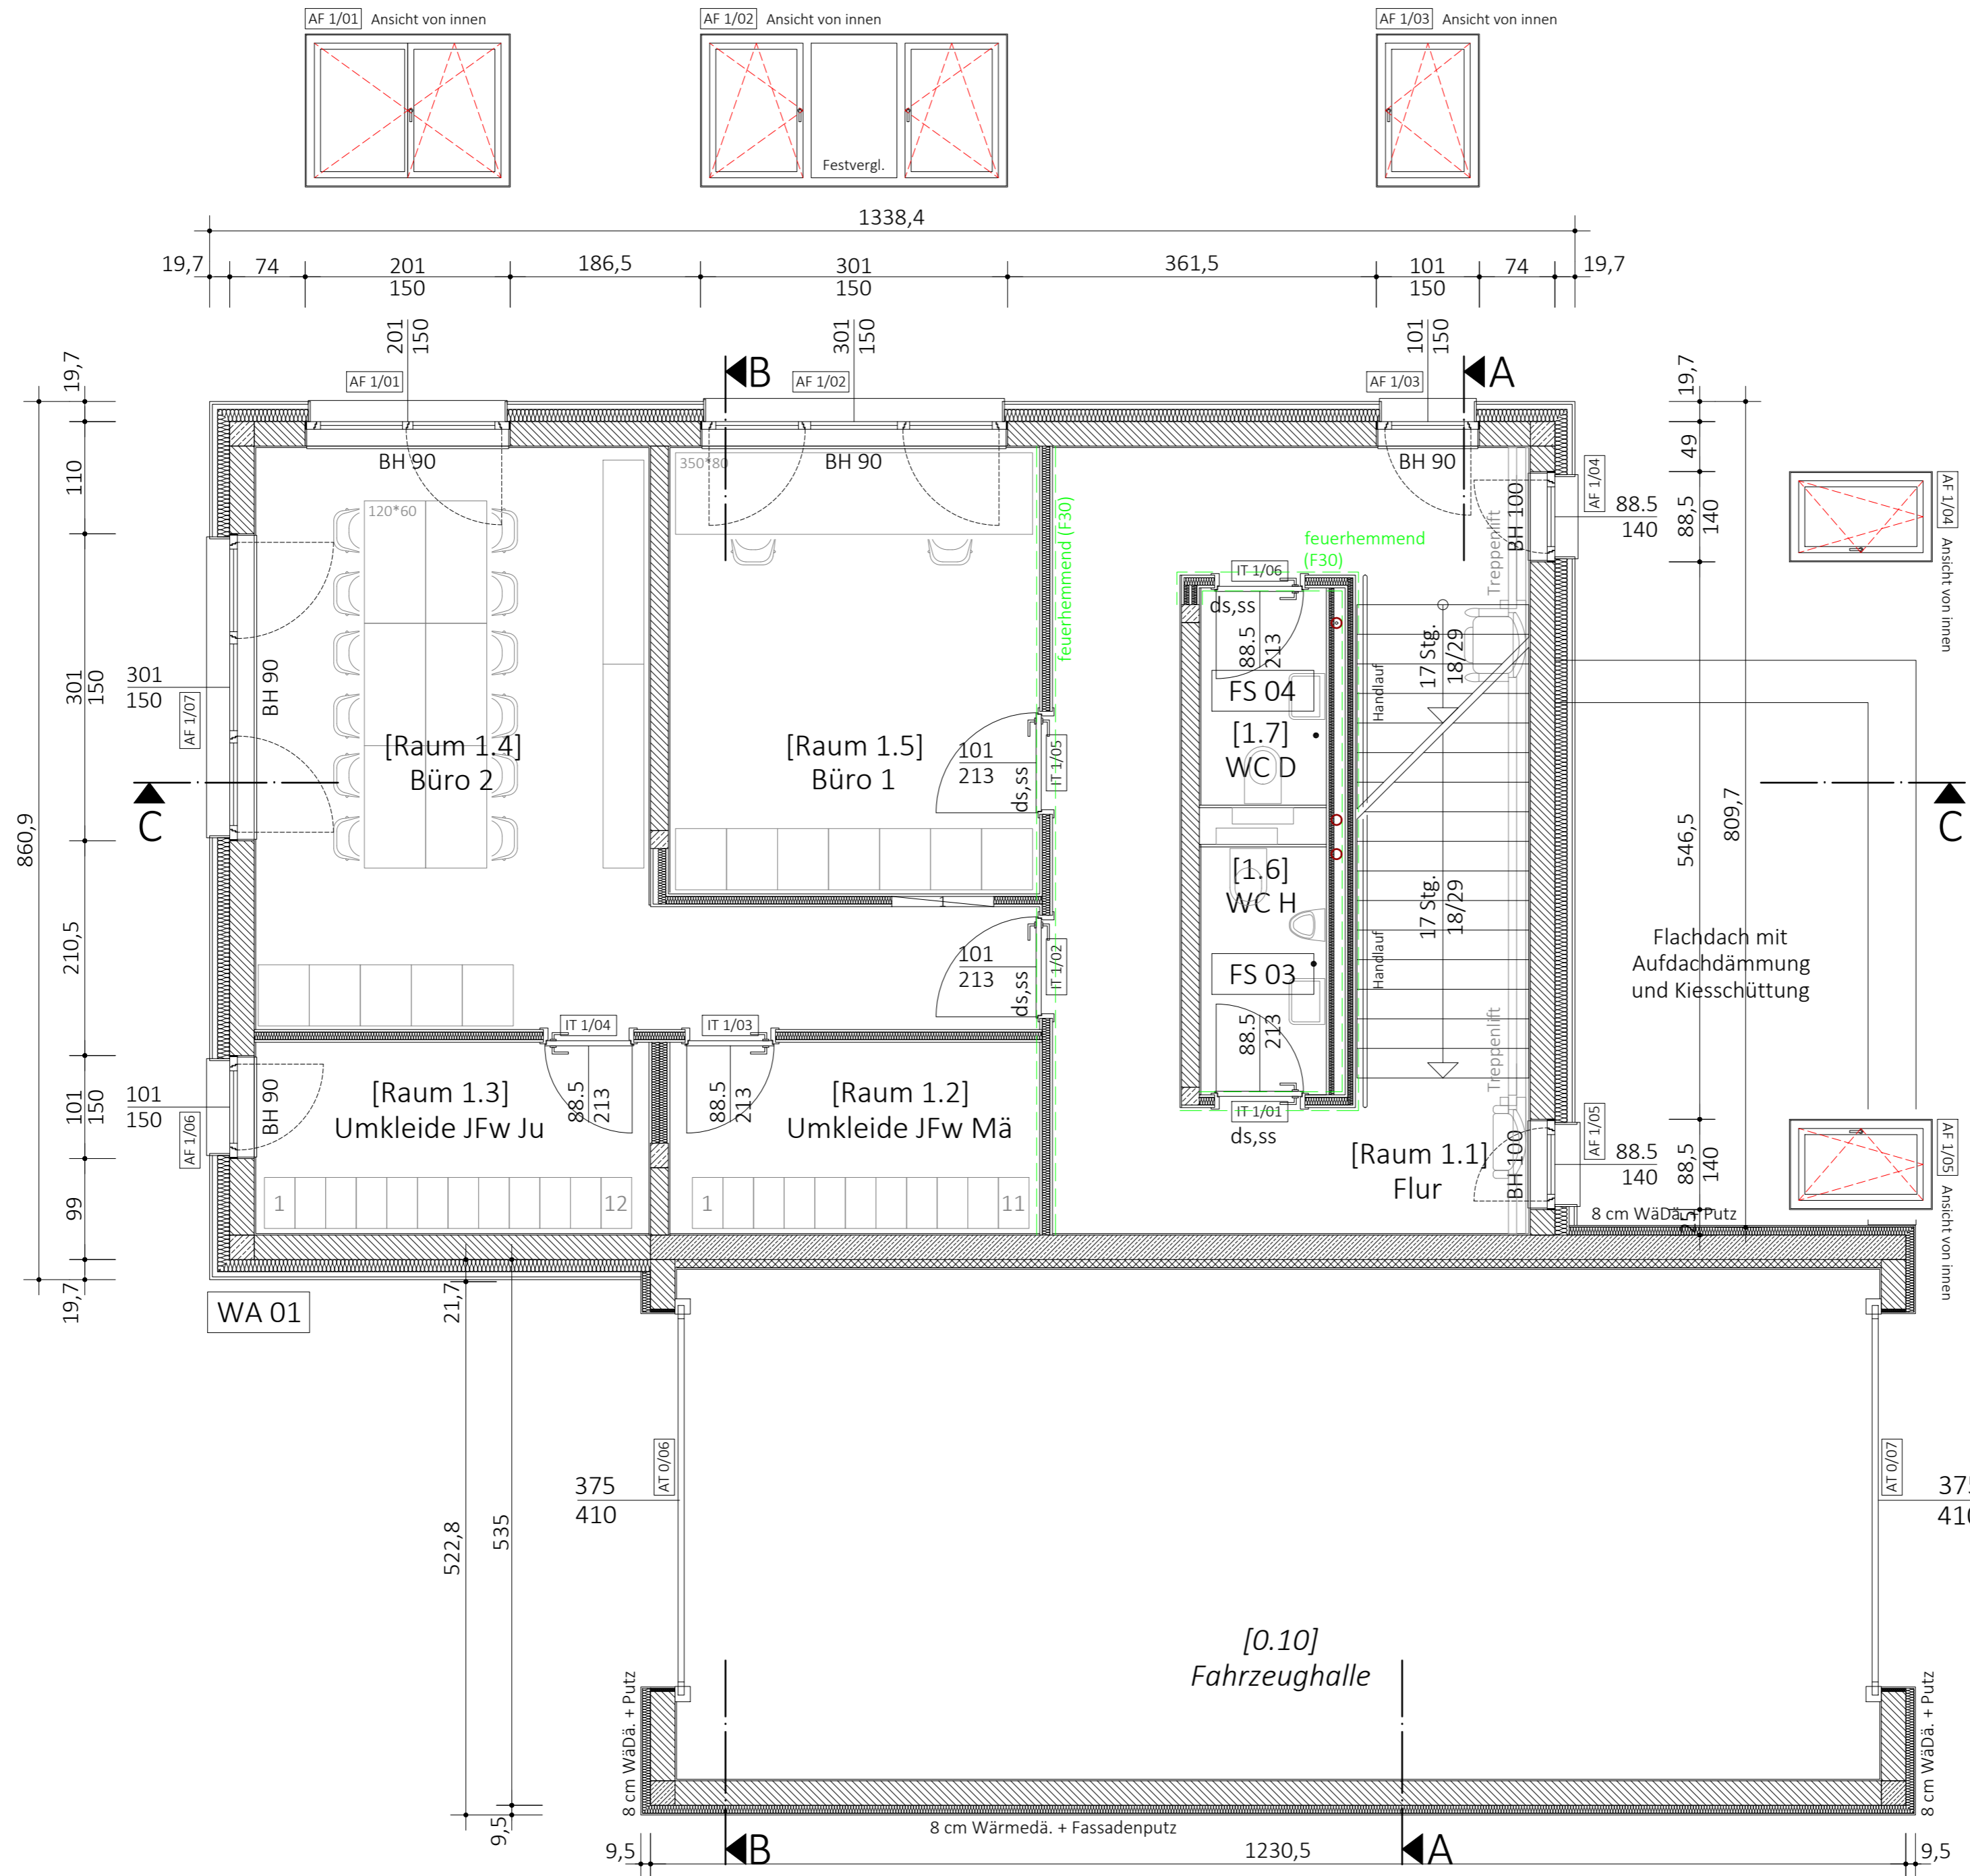 AF 1/01 Ansicht von innen
AF 1/02 Ansicht von innen
AF 1/03 Ansicht von innen
Festvergl.
1338,4
19,7 74 201 186,5 301 361,5 101 74 19,7
150 150 150
201
150
301
150
101
150
AF 1/01
B
AF 1/02
AF 1/03
A
BH 90
BH 90
BH 90
19,7
110
301
150
210,5
101
150
99
19,7
860,9
301
150
AF 1/07
BH 90
C
101
150
AF 1/06
BH 90
120*60
[Raum 1.4]
Büro 2
350*80
[Raum 1.5]
Büro 1
101
213
ds,ss
IT 1/05
feuerhemmend (F30)
feuerhemmend
(F30)
1
101
213
ds,ss
IT 1/02
IT 1/04
IT 1/03
88.5
213
88.5
213
[Raum 1.3]
Umkleide JFw Ju
[Raum 1.2]
Umkleide JFw Mä
1 12
1 11
IT 1/06
ds,ss
88.5
213
FS 04
[1.7]
WC D
[1.6]
WC H
FS 03
88.5
213
IT 1/01
ds,ss
Handlauf
Handlauf
17 Stg.
18/29
17 Stg.
18/29
Treppenlift
Treppenlift
[Raum 1.1]
Flur
BH 100
BH 100
AF 1/04
88.5
140
AF 1/05
88.5
140
19,7
49
88,5
140
546,5
809,7
88,5
140
25
AF 1/04 Ansicht von innen
AF 1/05 Ansicht von innen
C
Flachdach mit
Aufdachdämmung
und Kiesschüttung
8 cm WäDä. + Putz
WA 01
21,7
522,8
535
9,5
375
410
AT 0/06
AT 0/07
375
410
[0.10]
Fahrzeughalle
8 cm WäDä. + Putz
8 cm WäDä. + Putz
8 cm Wärmedä. + Fassadenputz
9,5
B
1230,5
A
9,5